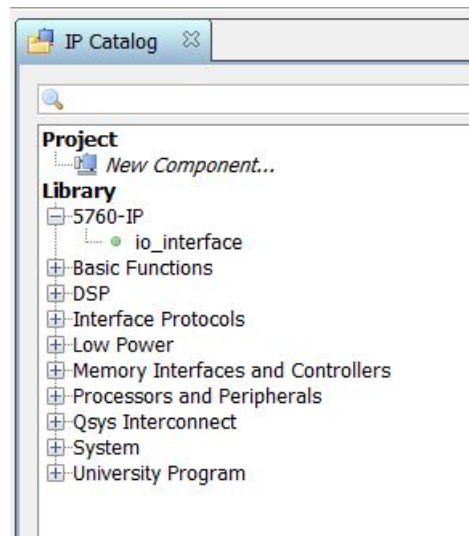 IP Catalog
Project
New Component...
Library
5760-IP
io_interface
Basic Functions
DSP
Interface Protocols
Low Power
Memory Interfaces and Controllers
Processors and Peripherals
Qsys Interconnect
System
University Program